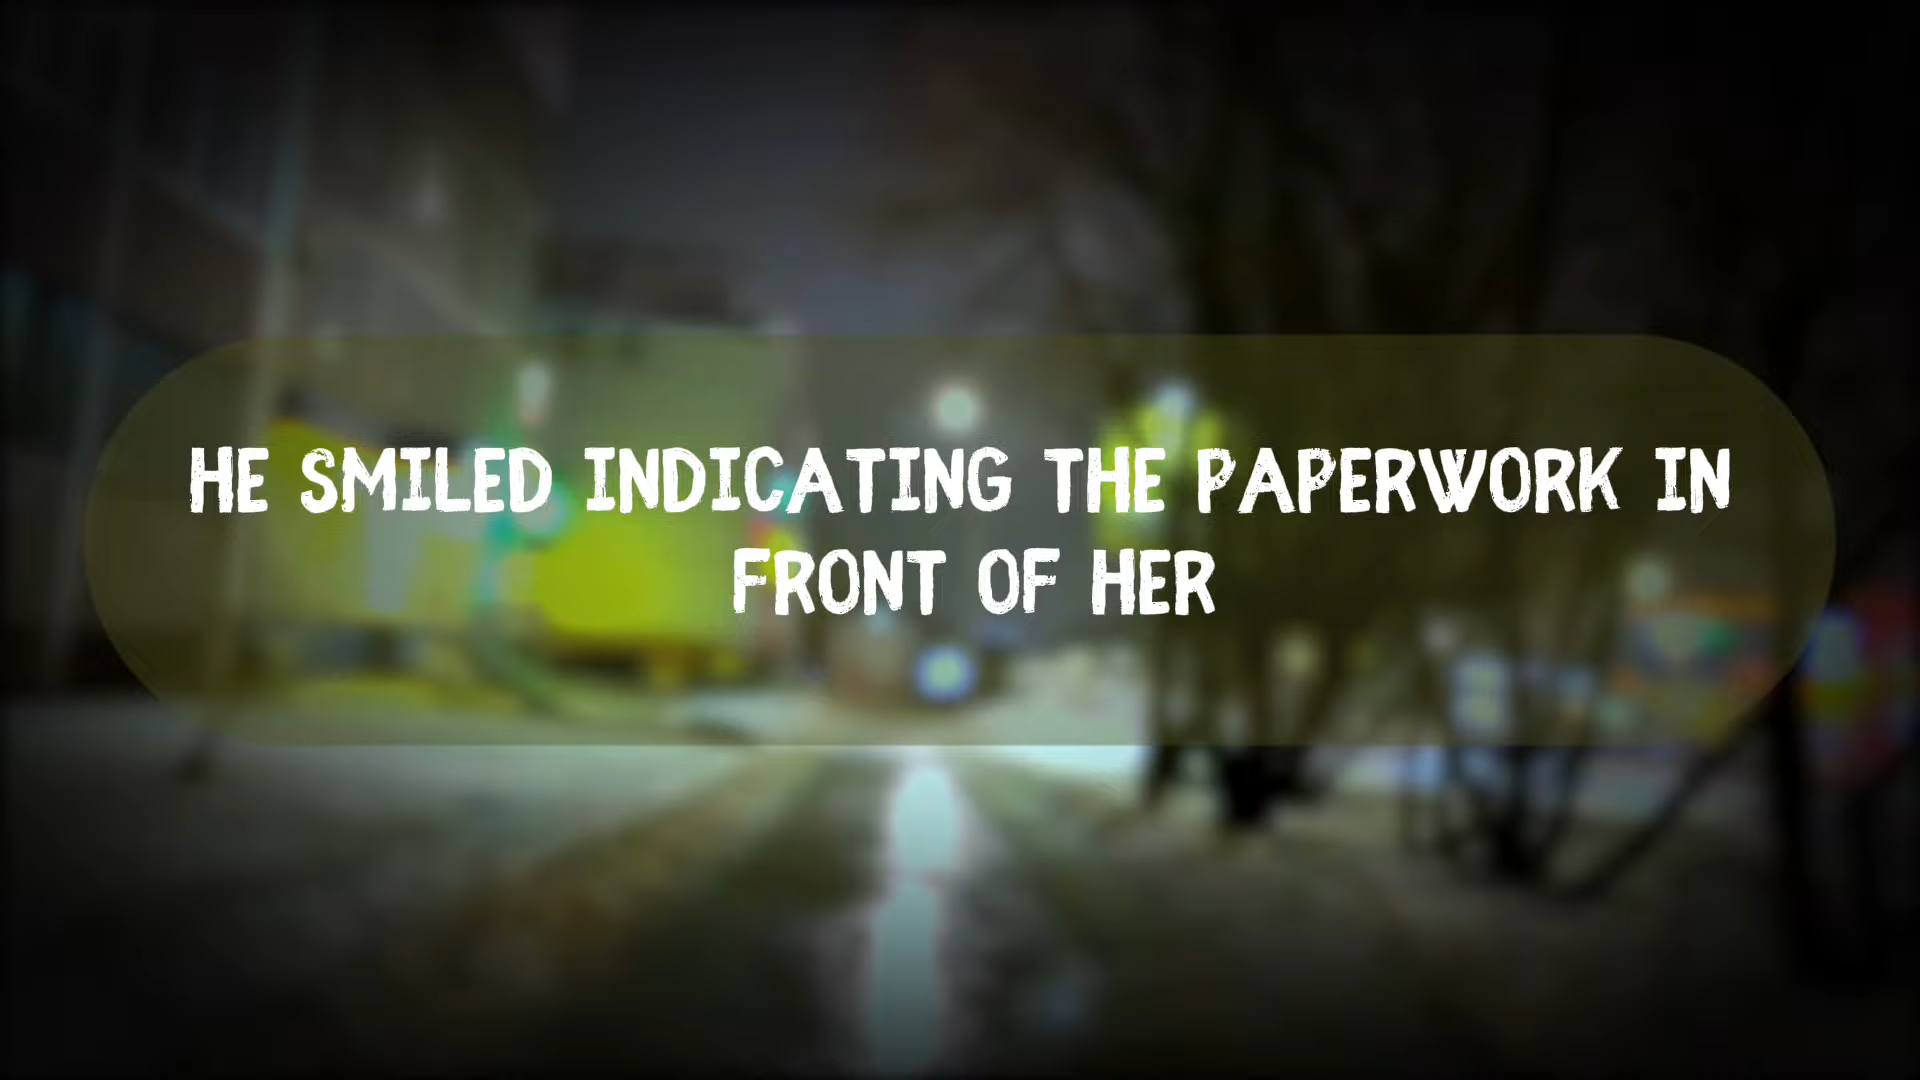 HE SMILED INDICATING THE PAPERWORK IN
FRONT OF HER